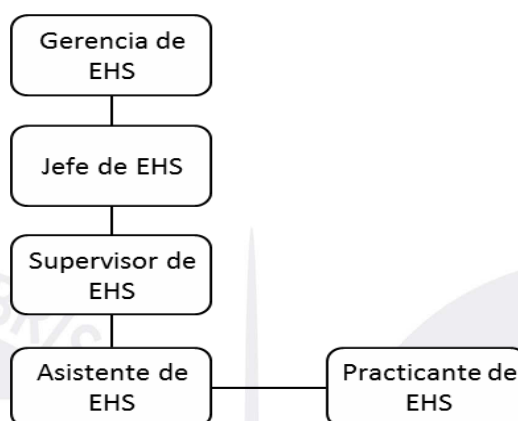 Gerencia de
EHS
Jefe de EHS
Supervisor de
EHS
Asistente de
EHS
Practicante de
EHS